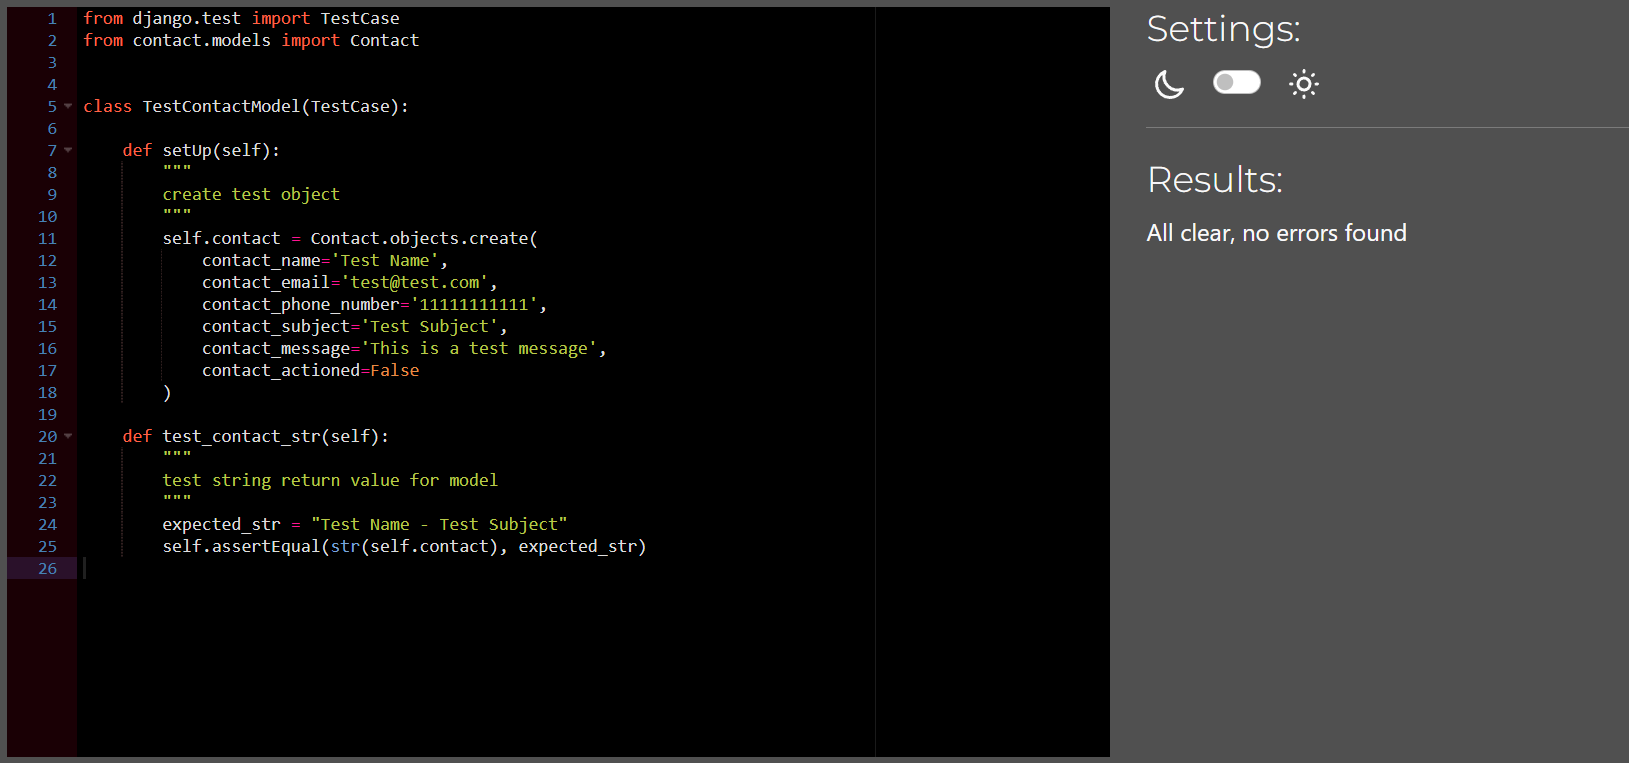 1 from django.test import TestCase
2 from contact.models import Contact
3
4
5 class TestContactModel(TestCase):
6
7     def setUp(self):
8         """
9         create test object
10         """
11         self.contact = Contact.objects.create(
12             contact_name='Test Name',
13             contact_email='test@test.com',
14             contact_phone_number='11111111111',
15             contact_subject='Test Subject',
16             contact_message='This is a test message',
17             contact_actioned=False
18         )
19
20     def test_contact_str(self):
21         """
22         test string return value for model
23         """
24         expected_str = "Test Name - Test Subject"
25         self.assertEqual(str(self.contact), expected_str)
26
Settings:
Results:
All clear, no errors found